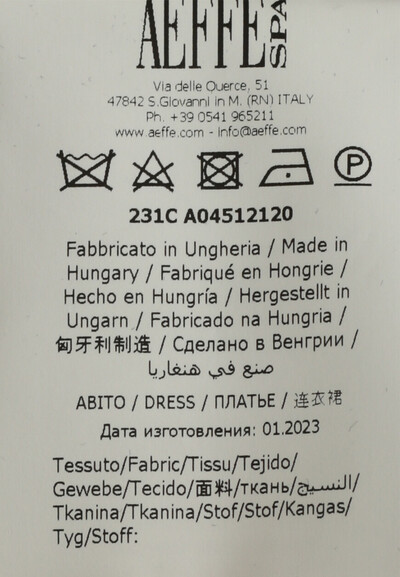 AEFFE SPA
Via delle Querce, 51
47842 S.Giovanni in M. (RN) ITALY
Ph. +39 0541 965211
www.aeffe.com - info@aeffe.com
P
231C A04512120
Fabbricato in Ungheria / Made in
Hungary / Fabriqué en Hongrie /
Hecho en Hungría / Hergestellt in
Ungarn / Fabricado na Hungria /
匈牙利制造 / Сделано в Венгрии /
صنع في هنغاريا
ABITO / DRESS / ПЛАТЬЕ / 连衣裙
Дата изготовления: 01.2023
Tessuto/Fabric/Tissu/Tejido/
Gewebe/Tecido/面料/ткань/النسيج/
Tkanina/Tkanina/Stof/Stof/Kangas/
Tyg/Stoff: